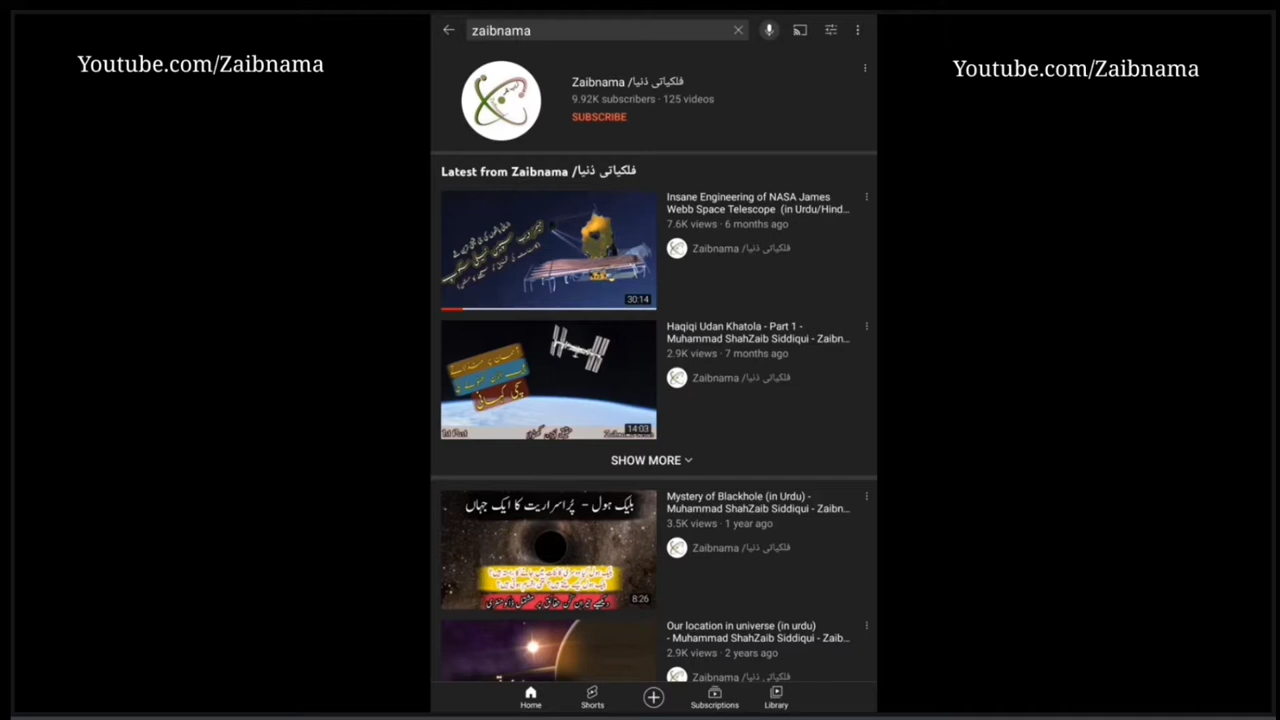 Youtube.com/Zaibnama
Youtube.com/Zaibnama
zaibnama
Zaibnama /فلکیاتی دُنیا
9.92K subscribers · 125 videos
SUBSCRIBE
Latest from Zaibnama /فلکیاتی دُنیا
Insane Engineering of NASA James
Webb Space Telescope (in Urdu/Hind...
7.6K views · 6 months ago
Zaibnama /فلکیاتی دُنیا
30:14
Haqiqi Udan Khatola - Part 1 -
Muhammad ShahZaib Siddiqui - Zaibn...
2.9K views · 7 months ago
Zaibnama /فلکیاتی دُنیا
سچی کہانی
14:03
1st Part
SHOW MORE
بلیک ہول - پُراسراریت کا ایک جہاں
8:26
Mystery of Blackhole (in Urdu) -
Muhammad ShahZaib Siddiqui - Zaibn...
3.5K views · 1 year ago
Zaibnama /فلکیاتی دُنیا
Our location in universe (in urdu)
- Muhammad ShahZaib Siddiqui - Zaib...
2.9K views · 2 years ago
Zaibnama /فلکیاتی دُنیا
Home
Shorts
Subscriptions
Library